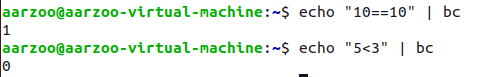 aarzoo@aarzoo-virtual-machine:~$ echo "10==10" | bc
1
aarzoo@aarzoo-virtual-machine:~$ echo "5<3" | bc
0